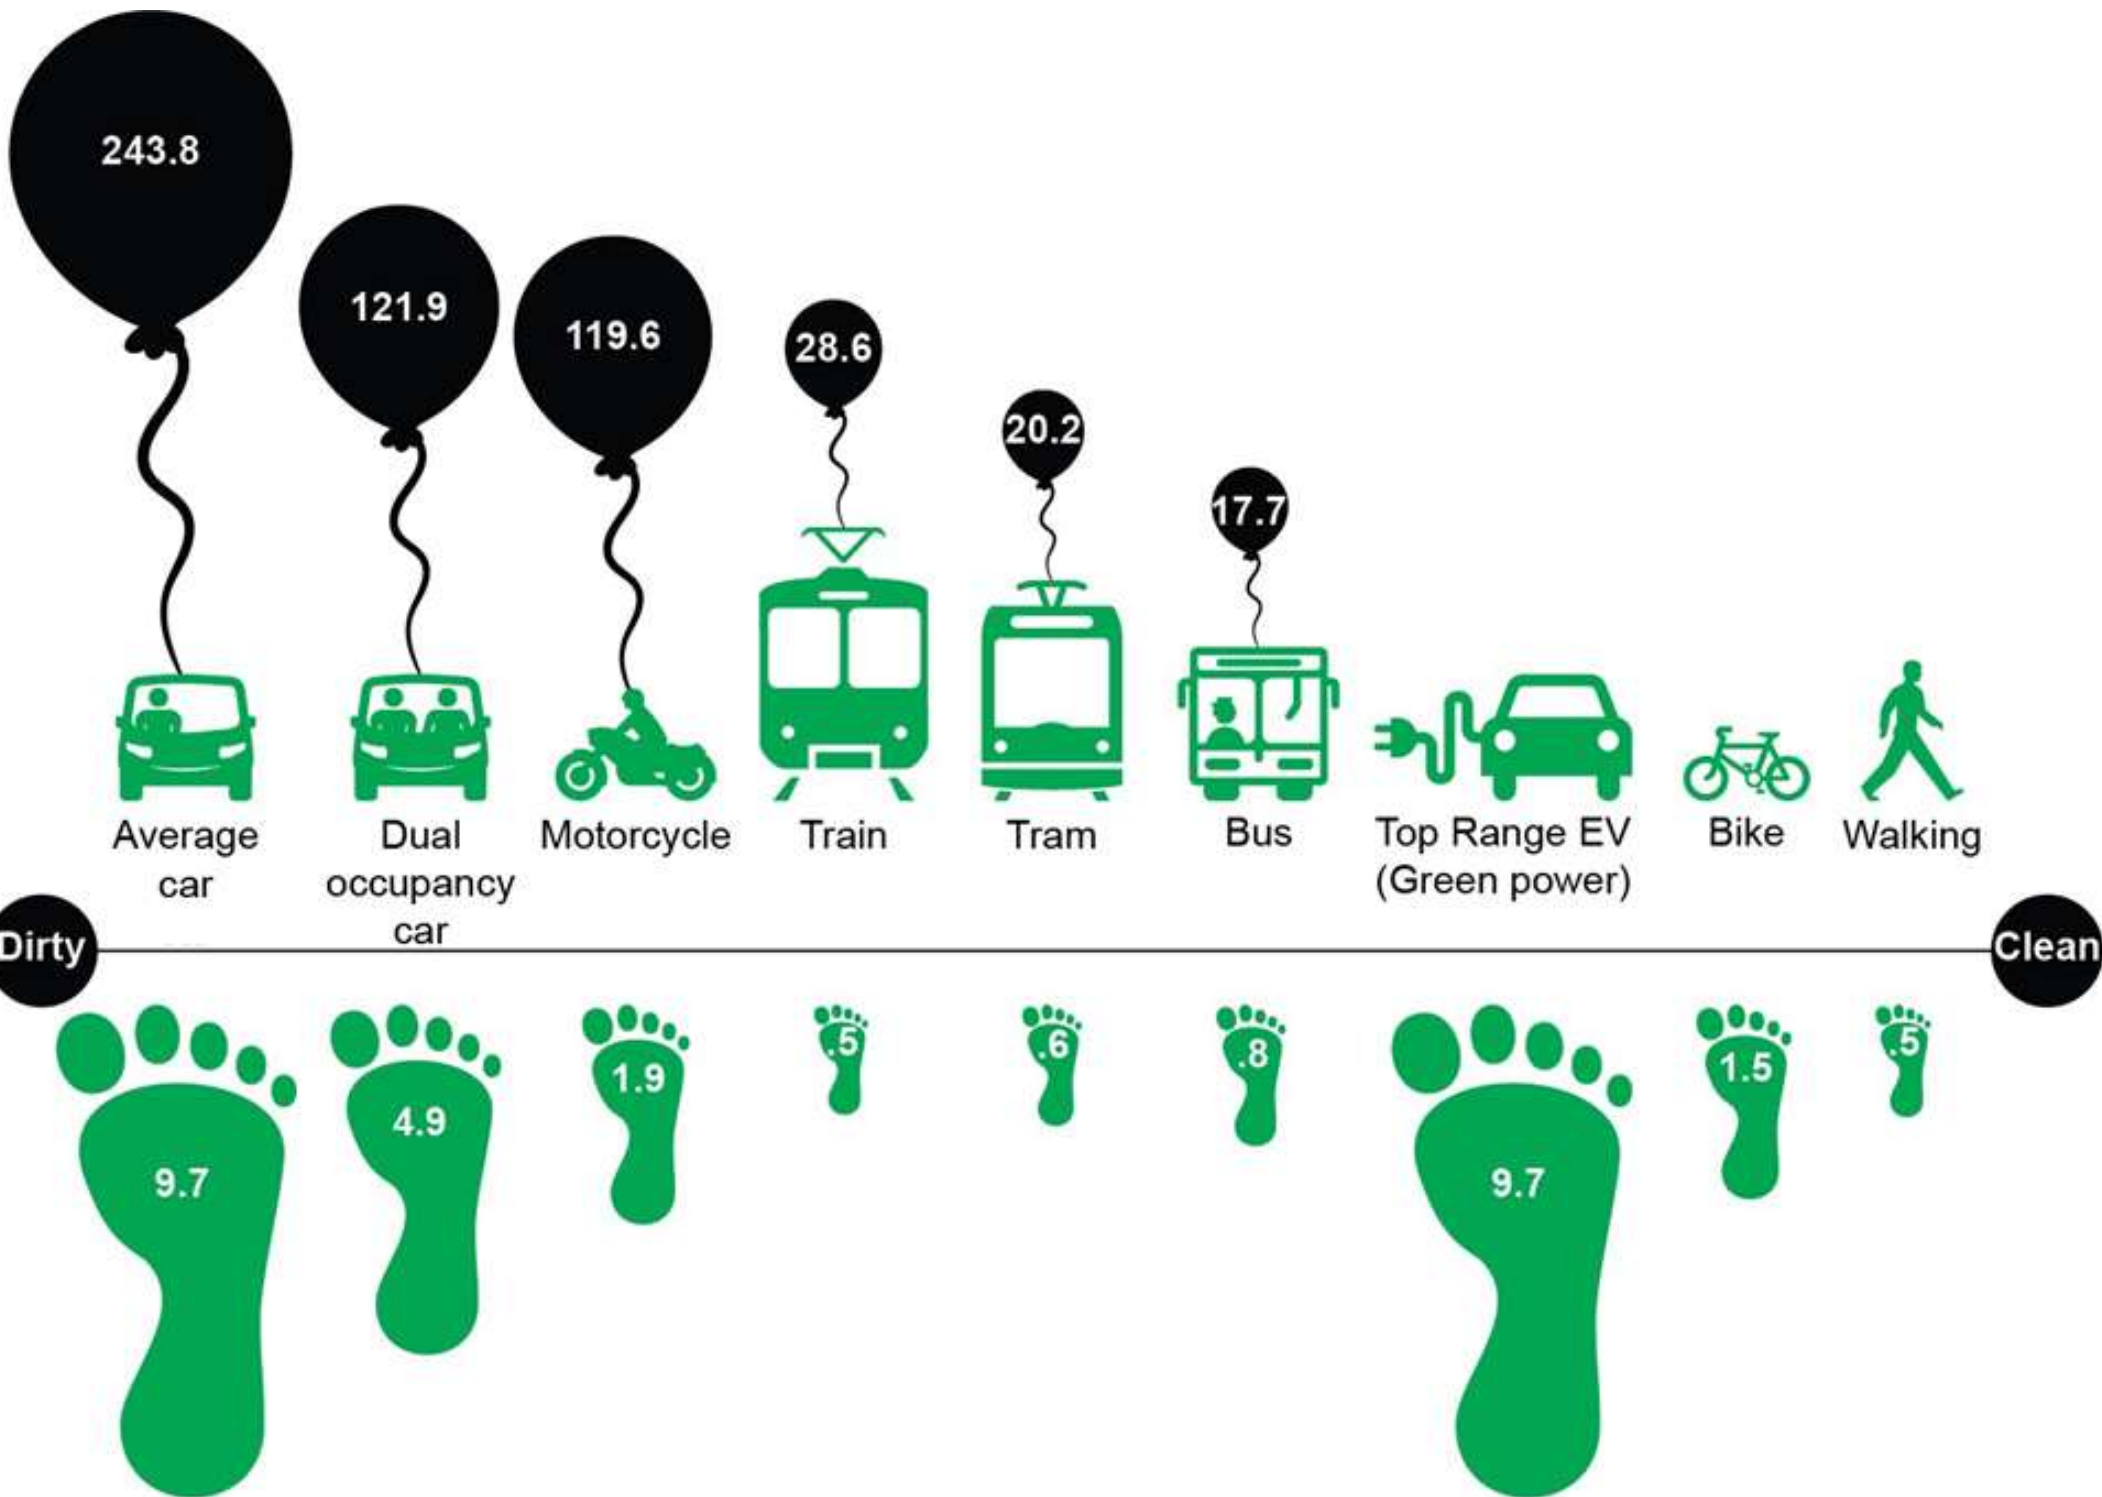 243.8
121.9
119.6
28.6
20.2
17.7
Average
car
Dual
occupancy
car
Motorcycle
Train
Tram
Bus
Top Range EV
(Green power)
Bike
Walking
Dirty
Clean
9.7
4.9
1.9
.5
.6
.8
9.7
1.5
.5